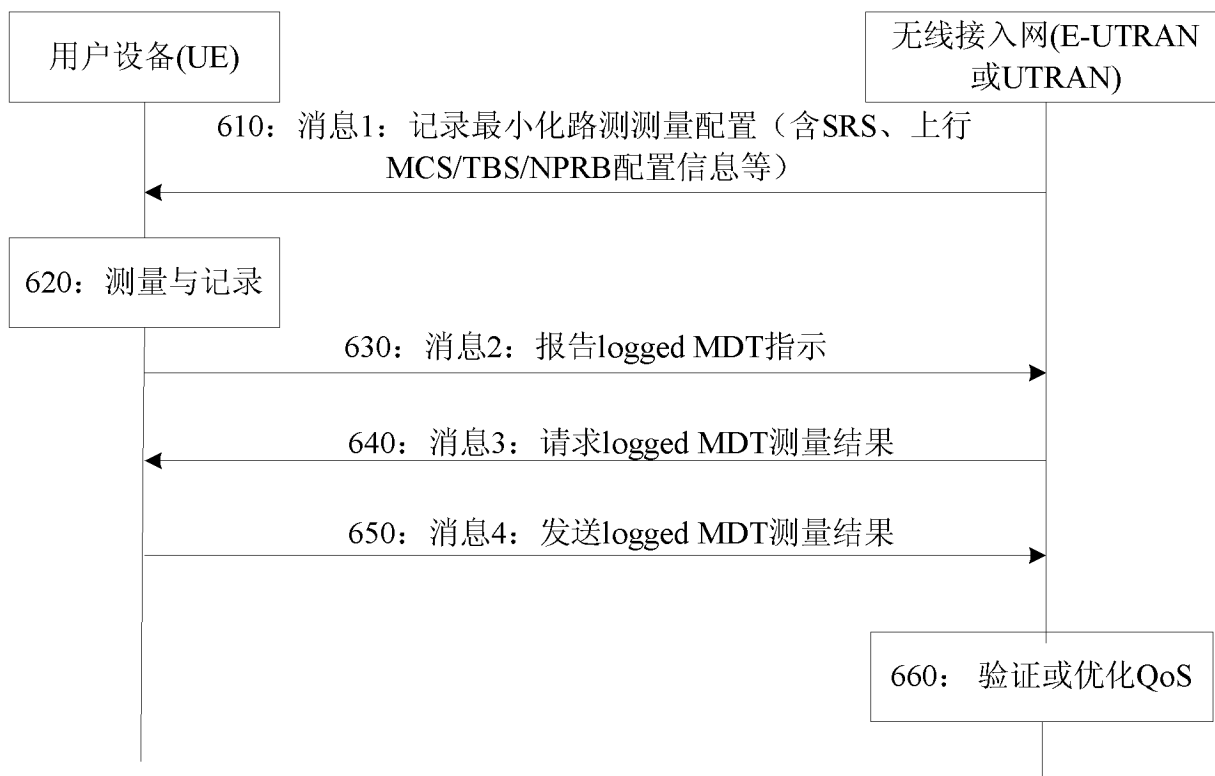 用户设备(UE)
无线接入网(E-UTRAN
或UTRAN)
610：消息1：记录最小化路测测量配置（含SRS、上行
MCS/TBS/NPRB配置信息等）
620：测量与记录
630：消息2：报告logged MDT指示
640：消息3：请求logged MDT测量结果
650：消息4：发送logged MDT测量结果
660： 验证或优化QoS